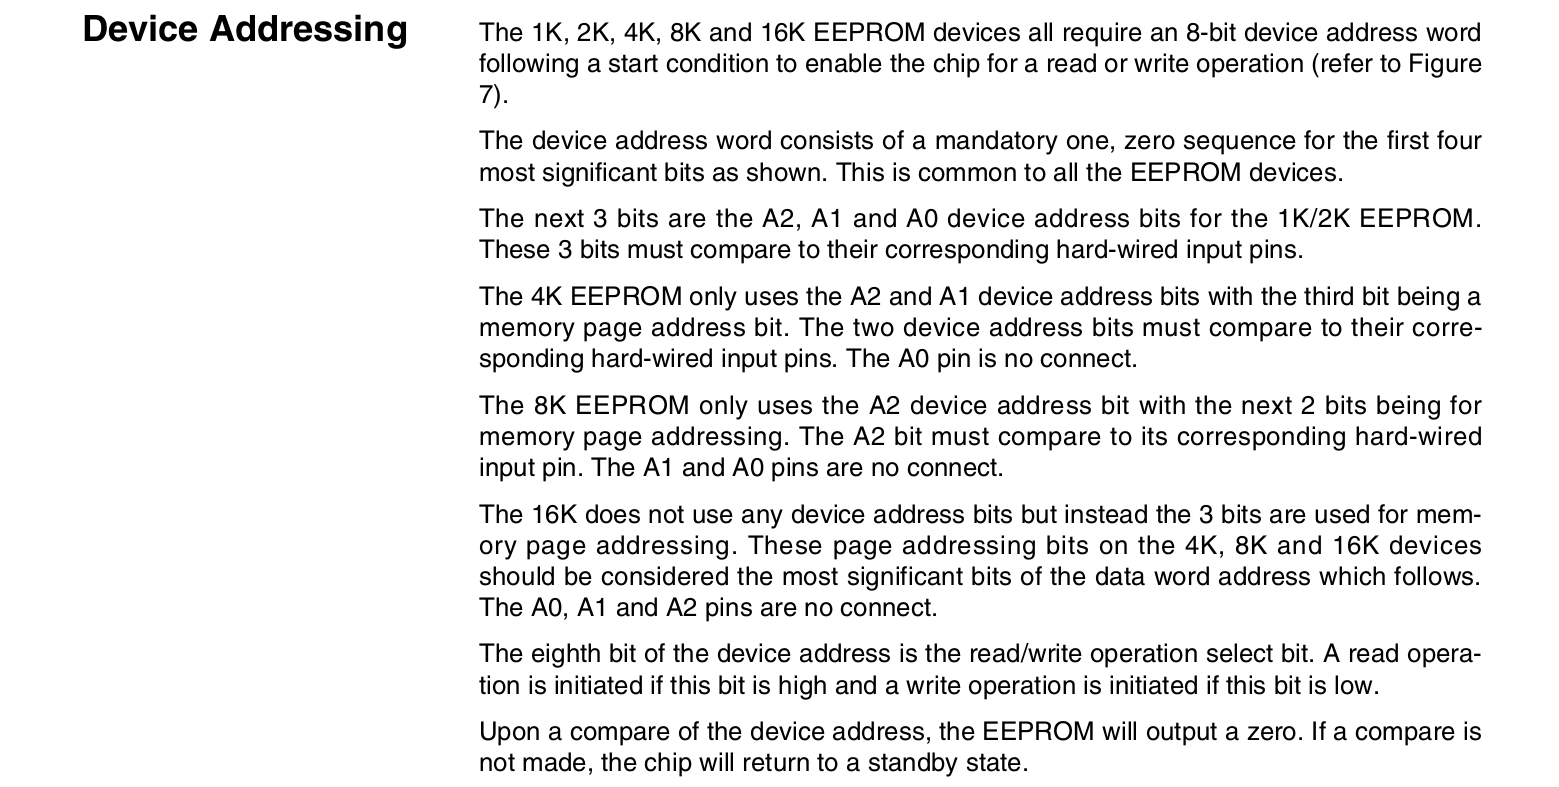 Device Addressing
The 1K, 2K, 4K, 8K and 16K EEPROM devices all require an 8-bit device address word
following a start condition to enable the chip for a read or write operation (refer to Figure
7).
The device address word consists of a mandatory one, zero sequence for the first four
most significant bits as shown. This is common to all the EEPROM devices.
The next 3 bits are the A2, A1 and A0 device address bits for the 1K/2K EEPROM.
These 3 bits must compare to their corresponding hard-wired input pins.
The 4K EEPROM only uses the A2 and A1 device address bits with the third bit being a
memory page address bit. The two device address bits must compare to their corre-
sponding hard-wired input pins. The A0 pin is no connect.
The 8K EEPROM only uses the A2 device address bit with the next 2 bits being for
memory page addressing. The A2 bit must compare to its corresponding hard-wired
input pin. The A1 and A0 pins are no connect.
The 16K does not use any device address bits but instead the 3 bits are used for mem-
ory page addressing. These page addressing bits on the 4K, 8K and 16K devices
should be considered the most significant bits of the data word address which follows.
The A0, A1 and A2 pins are no connect.
The eighth bit of the device address is the read/write operation select bit. A read opera-
tion is initiated if this bit is high and a write operation is initiated if this bit is low.
Upon a compare of the device address, the EEPROM will output a zero. If a compare is
not made, the chip will return to a standby state.